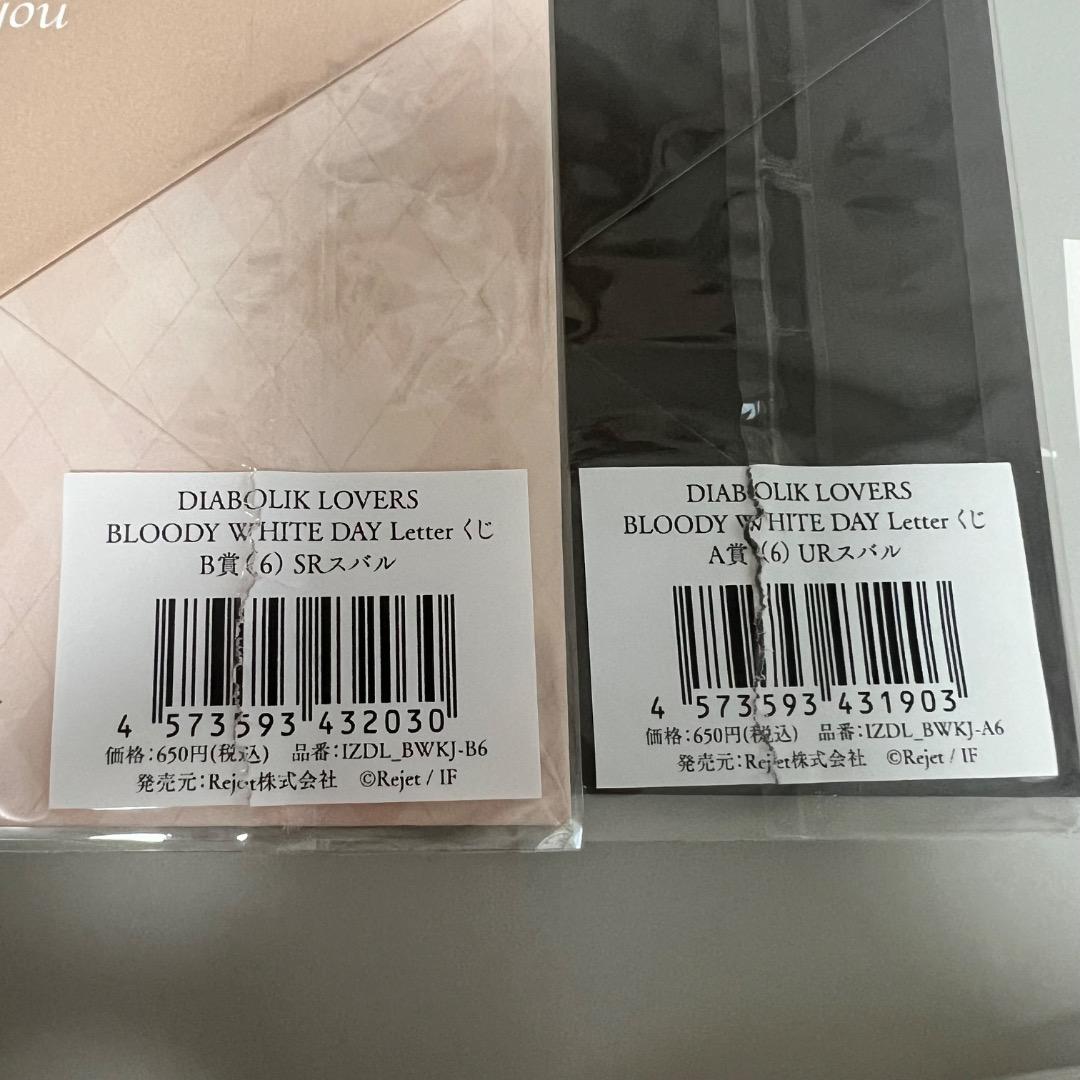 you
DIABOLIK LOVERS
BLOODY WHITE DAY Letter くじ
B賞(6) SRスバル
4 573593 432030
価格:650円(税込) 品番:IZDL_BWKJ-B6
発売元:Rejet株式会社 ©Rejet / IF
DIABOLIK LOVERS
BLOODY WHITE DAY Letter くじ
A賞(6) URスバル
4 573593 431903
価格:650円(税込) 品番:IZDL_BWKJ-A6
発売元:Rejet株式会社 ©Rejet / IF